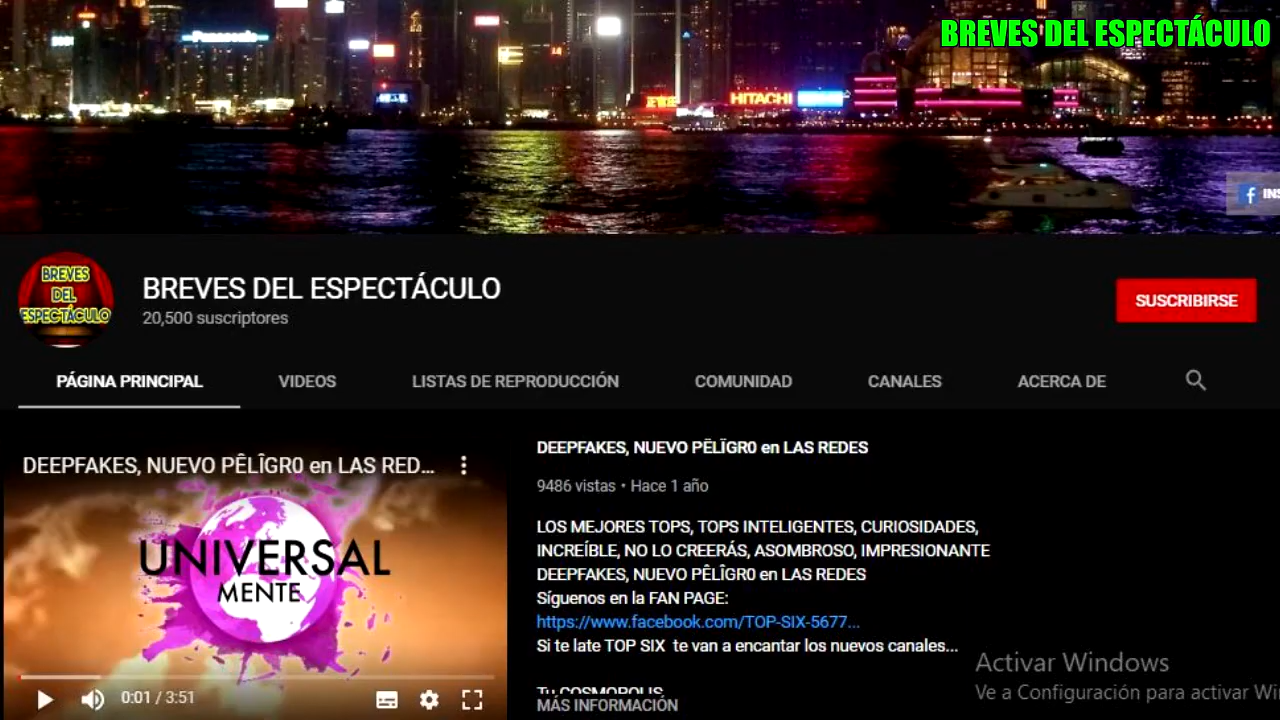 BREVES DEL ESPECTÁCULO
Panasonic
HITACHI
BREVES DEL ESPECTÁCULO
20,500 suscriptores
SUSCRIBIRSE
BREVES
DEL
ESPECTÁCULO
PÁGINA PRINCIPAL
VIDEOS
LISTAS DE REPRODUCCIÓN
COMUNIDAD
CANALES
ACERCA DE
DEEPFAKES, NUEVO PÊLÎGR0 en LAS RED...
UNIVERSAL
MENTE
0:01 / 3:51
DEEPFAKES, NUEVO PÊLÎGR0 en LAS REDES
9486 vistas • Hace 1 año
LOS MEJORES TOPS, TOPS INTELIGENTES, CURIOSIDADES,
INCREÍBLE, NO LO CREERÁS, ASOMBROSO, IMPRESIONANTE
DEEPFAKES, NUEVO PÊLÎGR0 en LAS REDES
Síguenos en la FAN PAGE:
https://www.facebook.com/TOP-SIX-5677...
Si te late TOP SIX te van a encantar los nuevos canales...
Tu COSMOPOLIS
MÁS INFORMACIÓN
Activar Windows
Ve a Configuración para activar